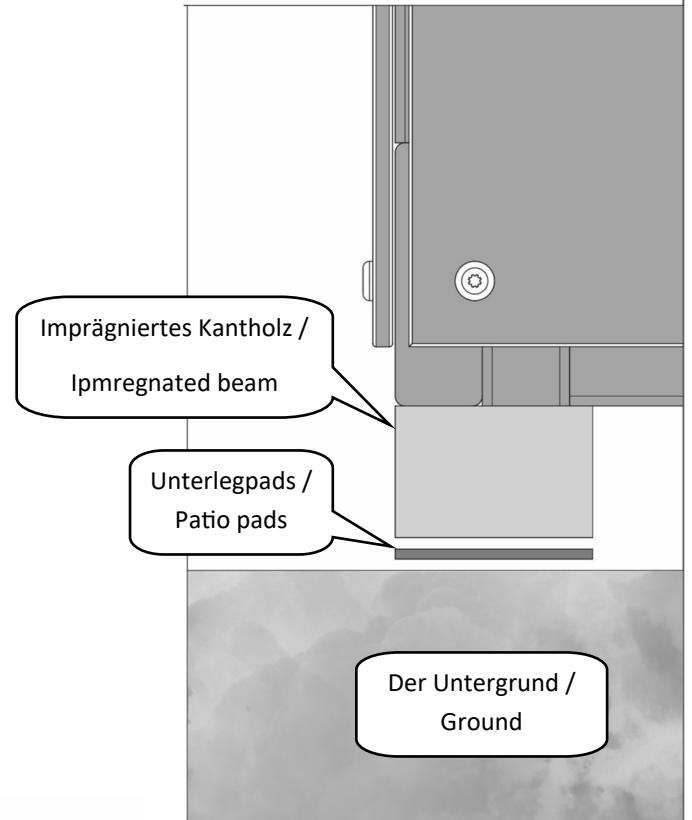 Imprägniertes Kantholz /
Ipmregnated beam
Unterlegpads /
Patio pads
Der Untergrund /
Ground